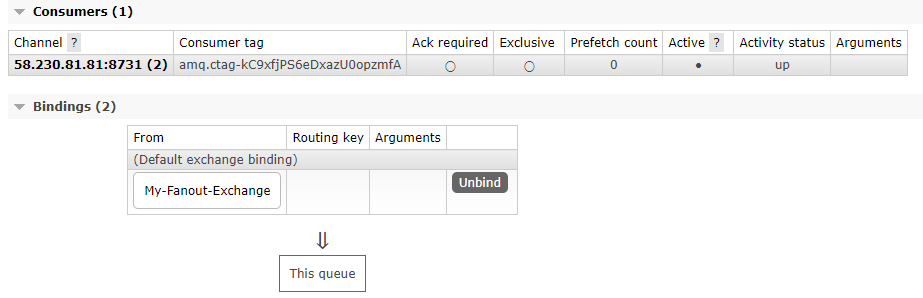 Consumers (1)
Channel ? Consumer tag Ack required Exclusive Prefetch count Active ? Activity status Arguments
58.230.81.81:8731 (2) amq.ctag-kC9xfjPS6eDxazU0opzmfA ○ ○ 0 ● up
Bindings (2)
From Routing key Arguments
(Default exchange binding)
My-Fanout-Exchange Unbind
⇓
This queue